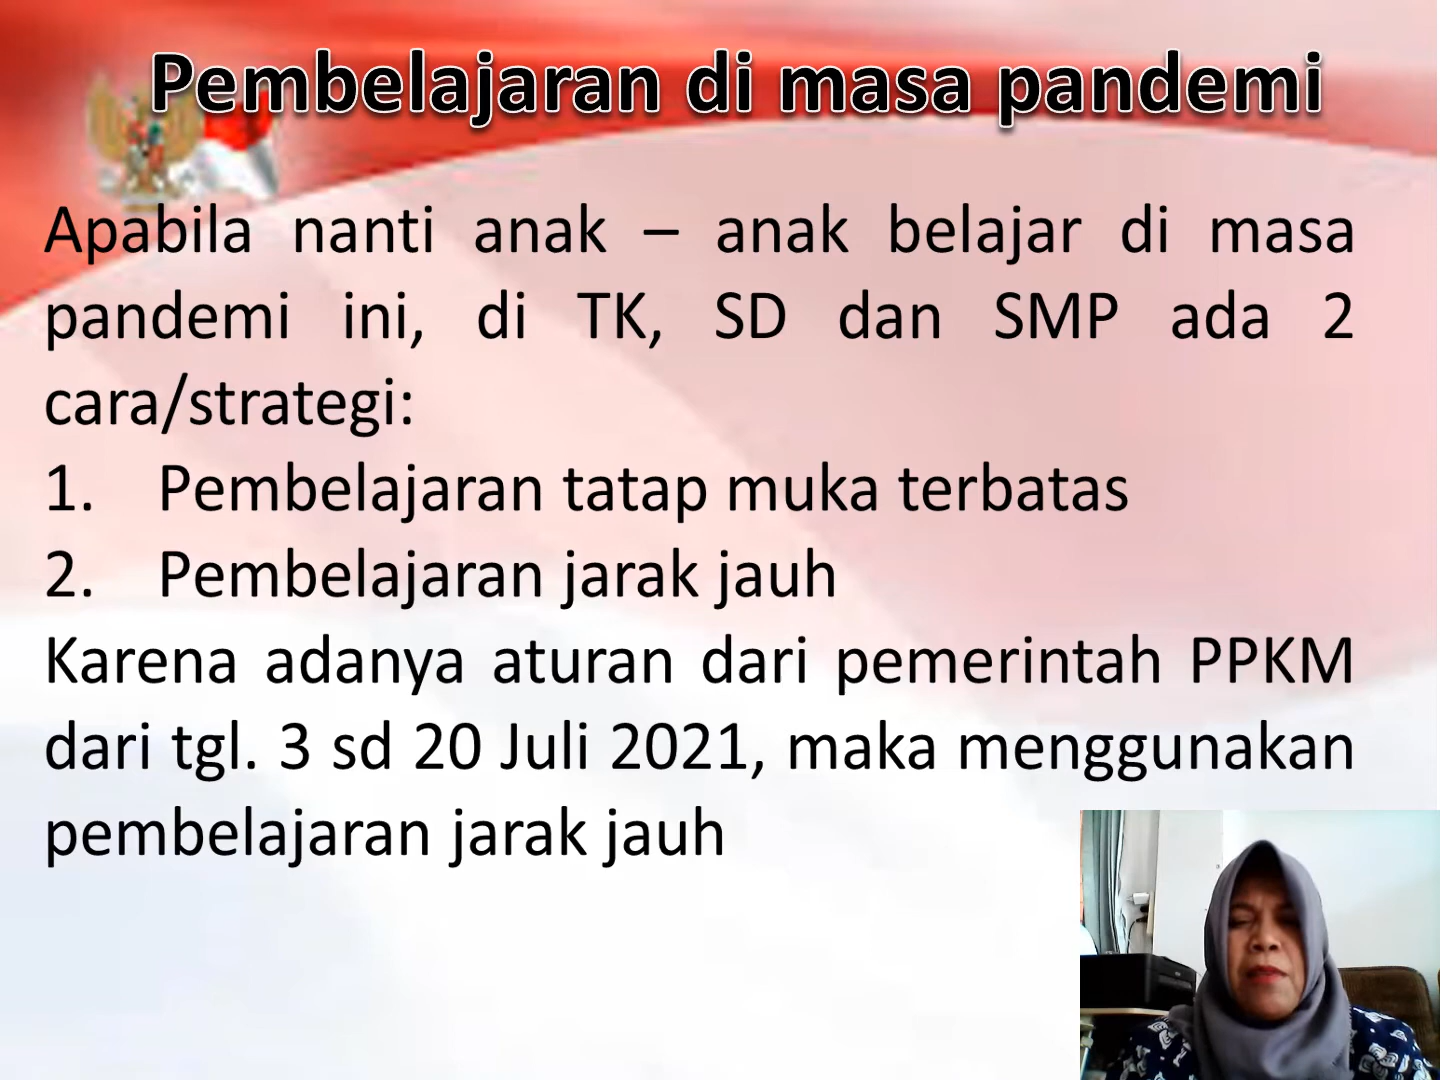 Pembelajaran di masa pandemi
Apabila nanti anak – anak belajar di masa
pandemi ini, di TK, SD dan SMP ada 2
cara/strategi:
1. Pembelajaran tatap muka terbatas
2. Pembelajaran jarak jauh
Karena adanya aturan dari pemerintah PPKM
dari tgl. 3 sd 20 Juli 2021, maka menggunakan
pembelajaran jarak jauh